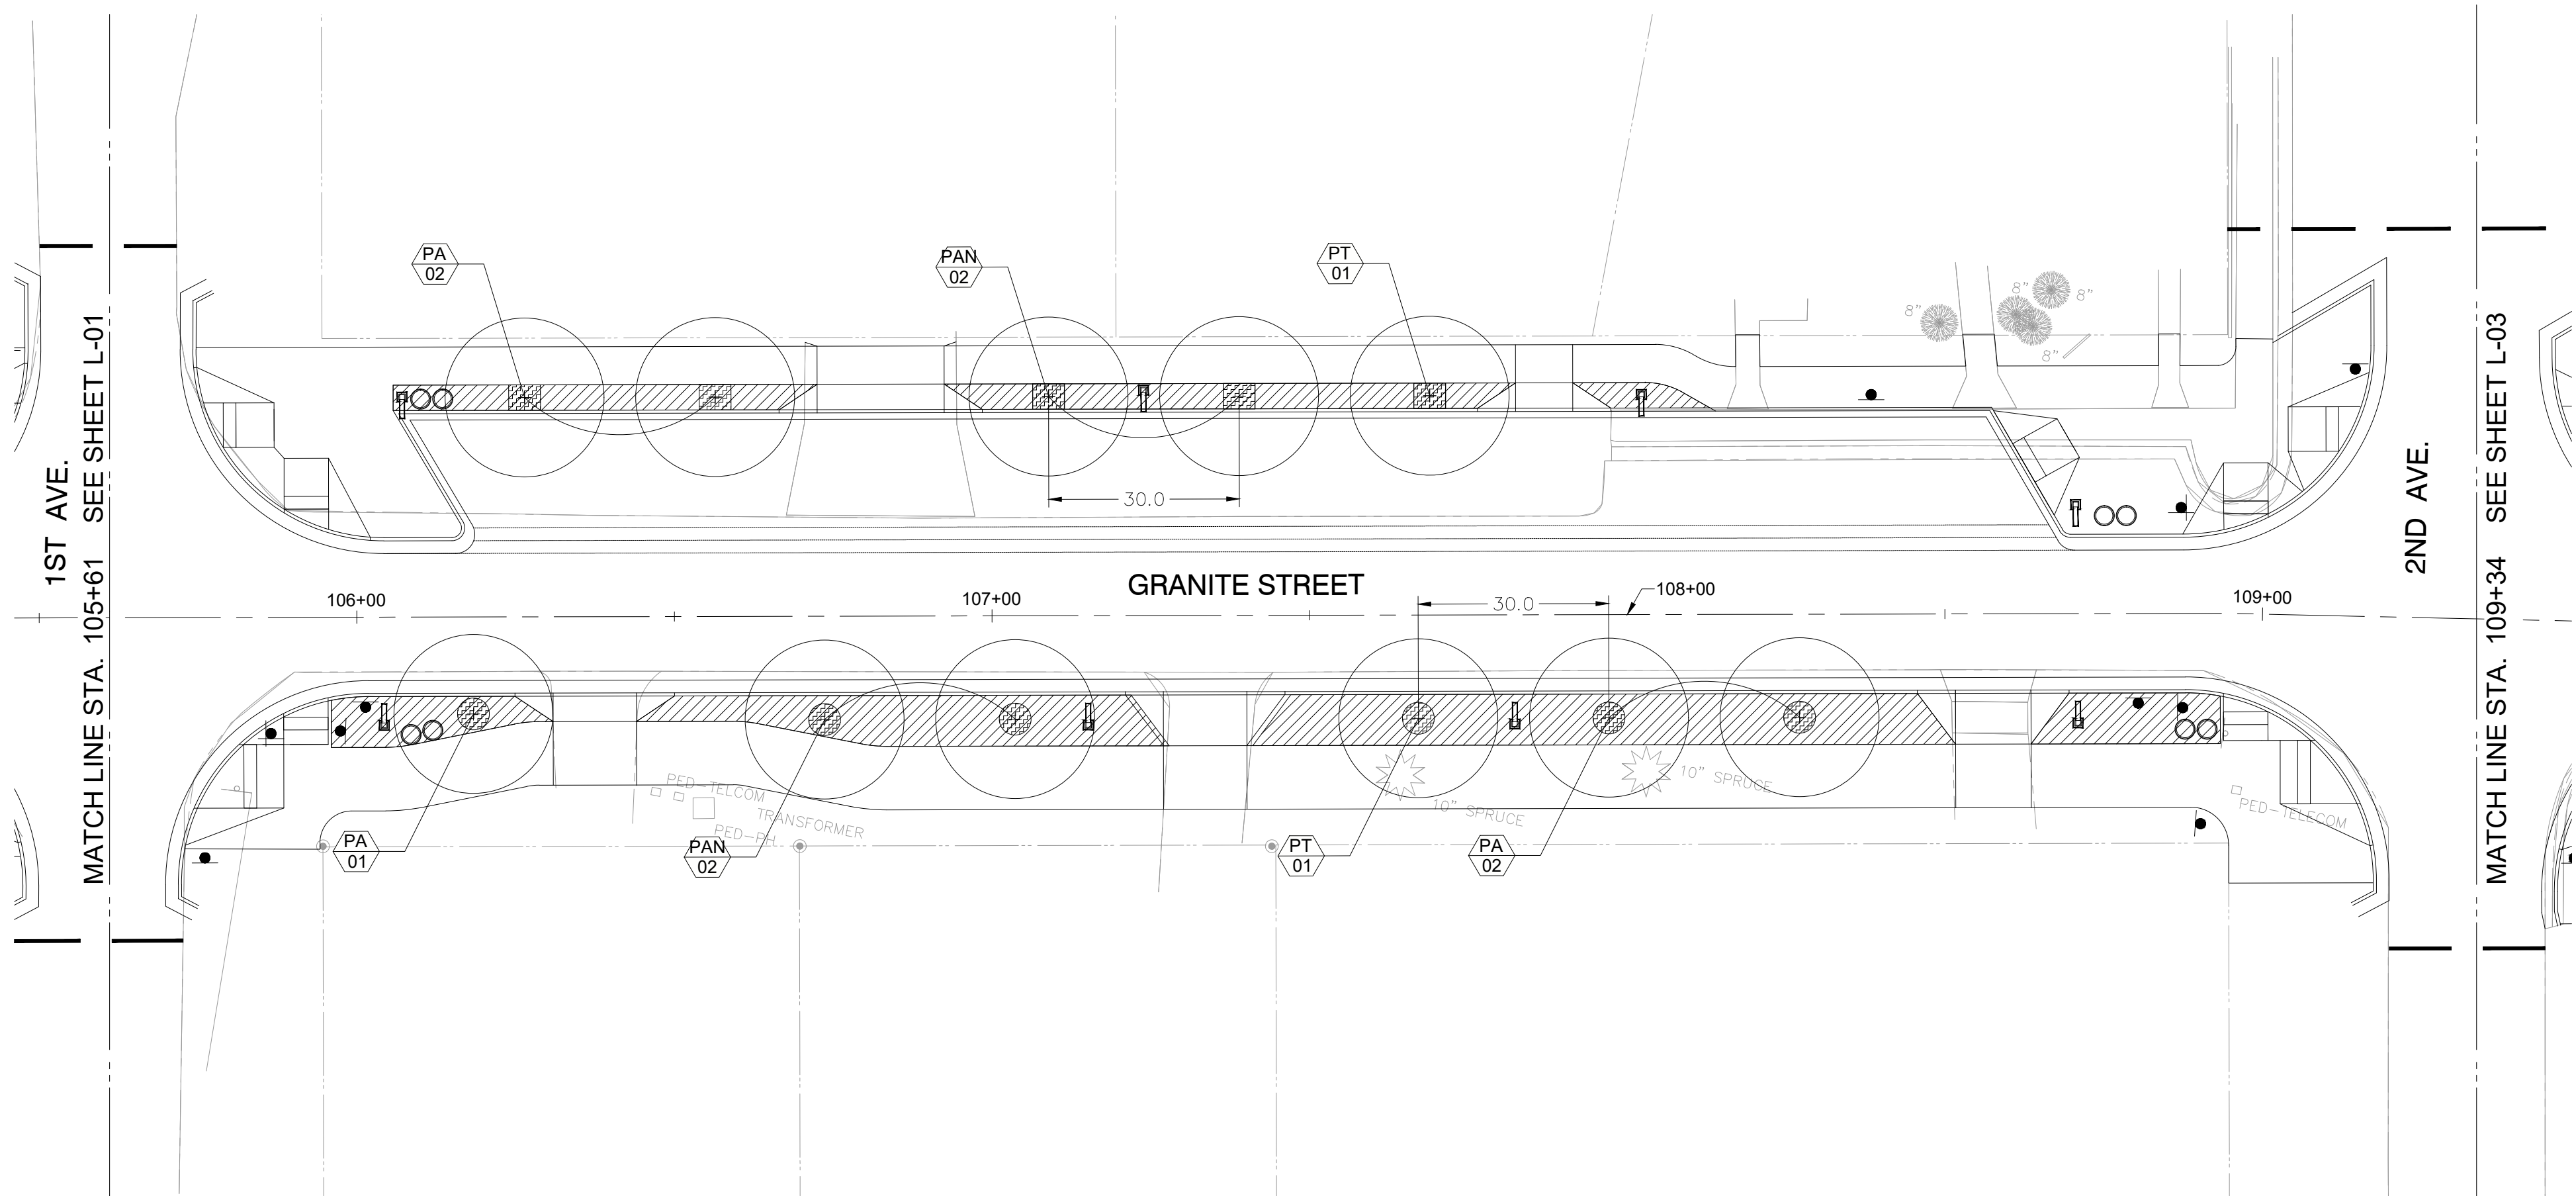 PA
02
PAN
02
PT
01
8"
8"
8"
8"
1ST AVE.
MATCH LINE STA. 105+61 SEE SHEET L-01
30.0
GRANITE STREET
106+00
107+00
30.0
108+00
109+00
2ND AVE.
MATCH LINE STA. 109+34 SEE SHEET L-03
PED-TELCOM
TRANSFORMER
PED-PH
10" SPRUCE
10" SPRUCE
PED-TELECOM
PA
01
PAN
02
PT
01
PA
02